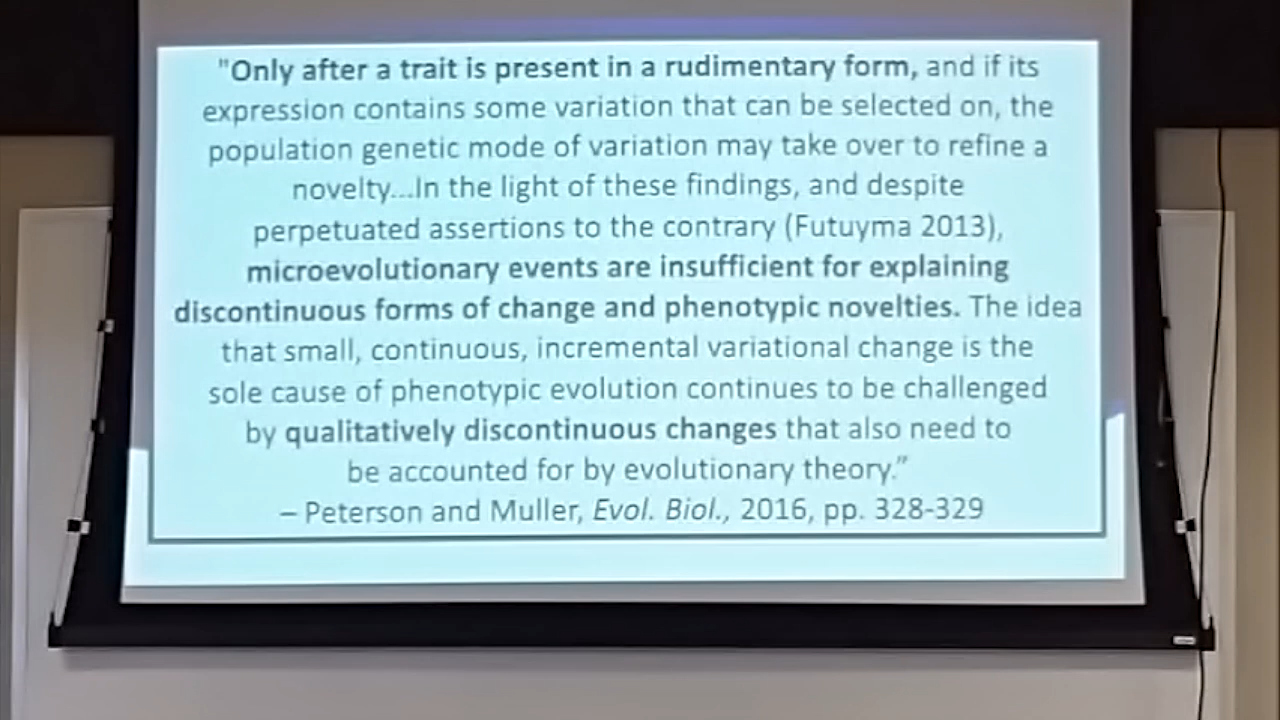 "Only after a trait is present in a rudimentary form, and if its
expression contains some variation that can be selected on, the
population genetic mode of variation may take over to refine a
novelty...In the light of these findings, and despite
perpetuated assertions to the contrary (Futuyma 2013),
microevolutionary events are insufficient for explaining
discontinuous forms of change and phenotypic novelties. The idea
that small, continuous, incremental variational change is the
sole cause of phenotypic evolution continues to be challenged
by qualitatively discontinuous changes that also need to
be accounted for by evolutionary theory.”
– Peterson and Muller, Evol. Biol., 2016, pp. 328-329